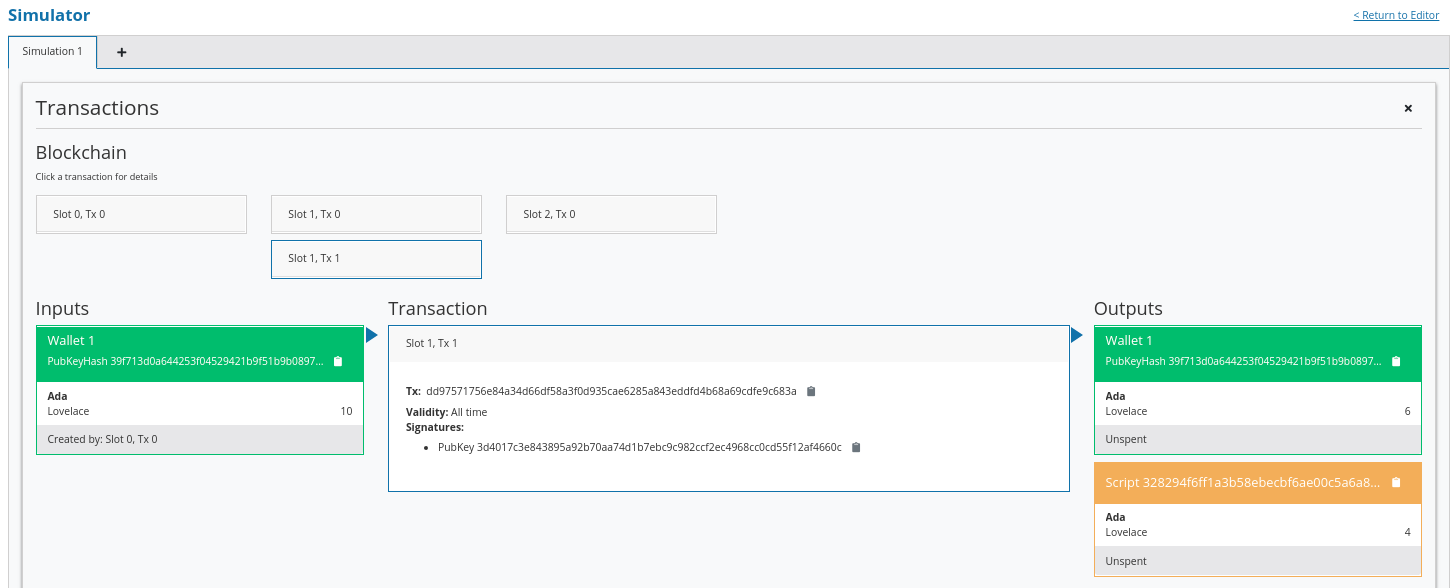 Simulator
< Return to Editor
Simulation 1
+
Transactions
×
Blockchain
Click a transaction for details
Slot 0, Tx 0
Slot 1, Tx 0
Slot 2, Tx 0
Slot 1, Tx 1
Inputs
Transaction
Outputs
Wallet 1
PubKeyHash 39f713d0a644253f04529421b9f51b9b0897...
Ada
Lovelace 10
Created by: Slot 0, Tx 0
Slot 1, Tx 1
Tx: dd97571756e84a34d66df58a3f0d935cae6285a843eddfd4b68a69cdfe9c683a
Validity: All time
Signatures:
• PubKey 3d4017c3e843895a92b70aa74d1b7ebc9c982ccf2ec4968cc0cd55f12af4660c
Wallet 1
PubKeyHash 39f713d0a644253f04529421b9f51b9b0897...
Ada
Lovelace 6
Unspent
Script 328294f6ff1a3b58ebecbf6ae00c5a6a8...
Ada
Lovelace 4
Unspent